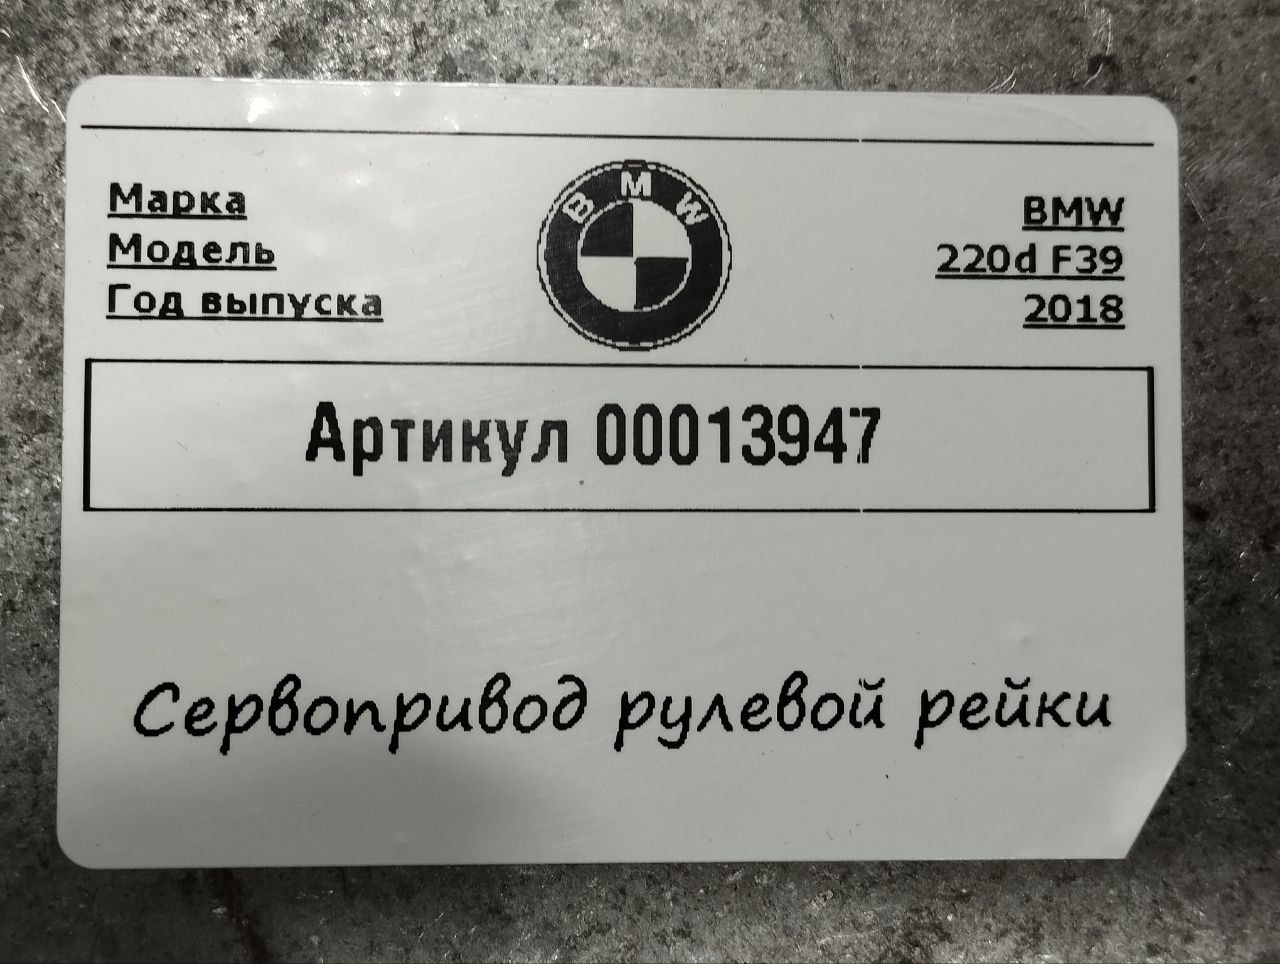 Марка BMW BMW
Модель 220d F39
Год выпуска 2018
Артикул 00013947
Сервопривод рулевой рейки